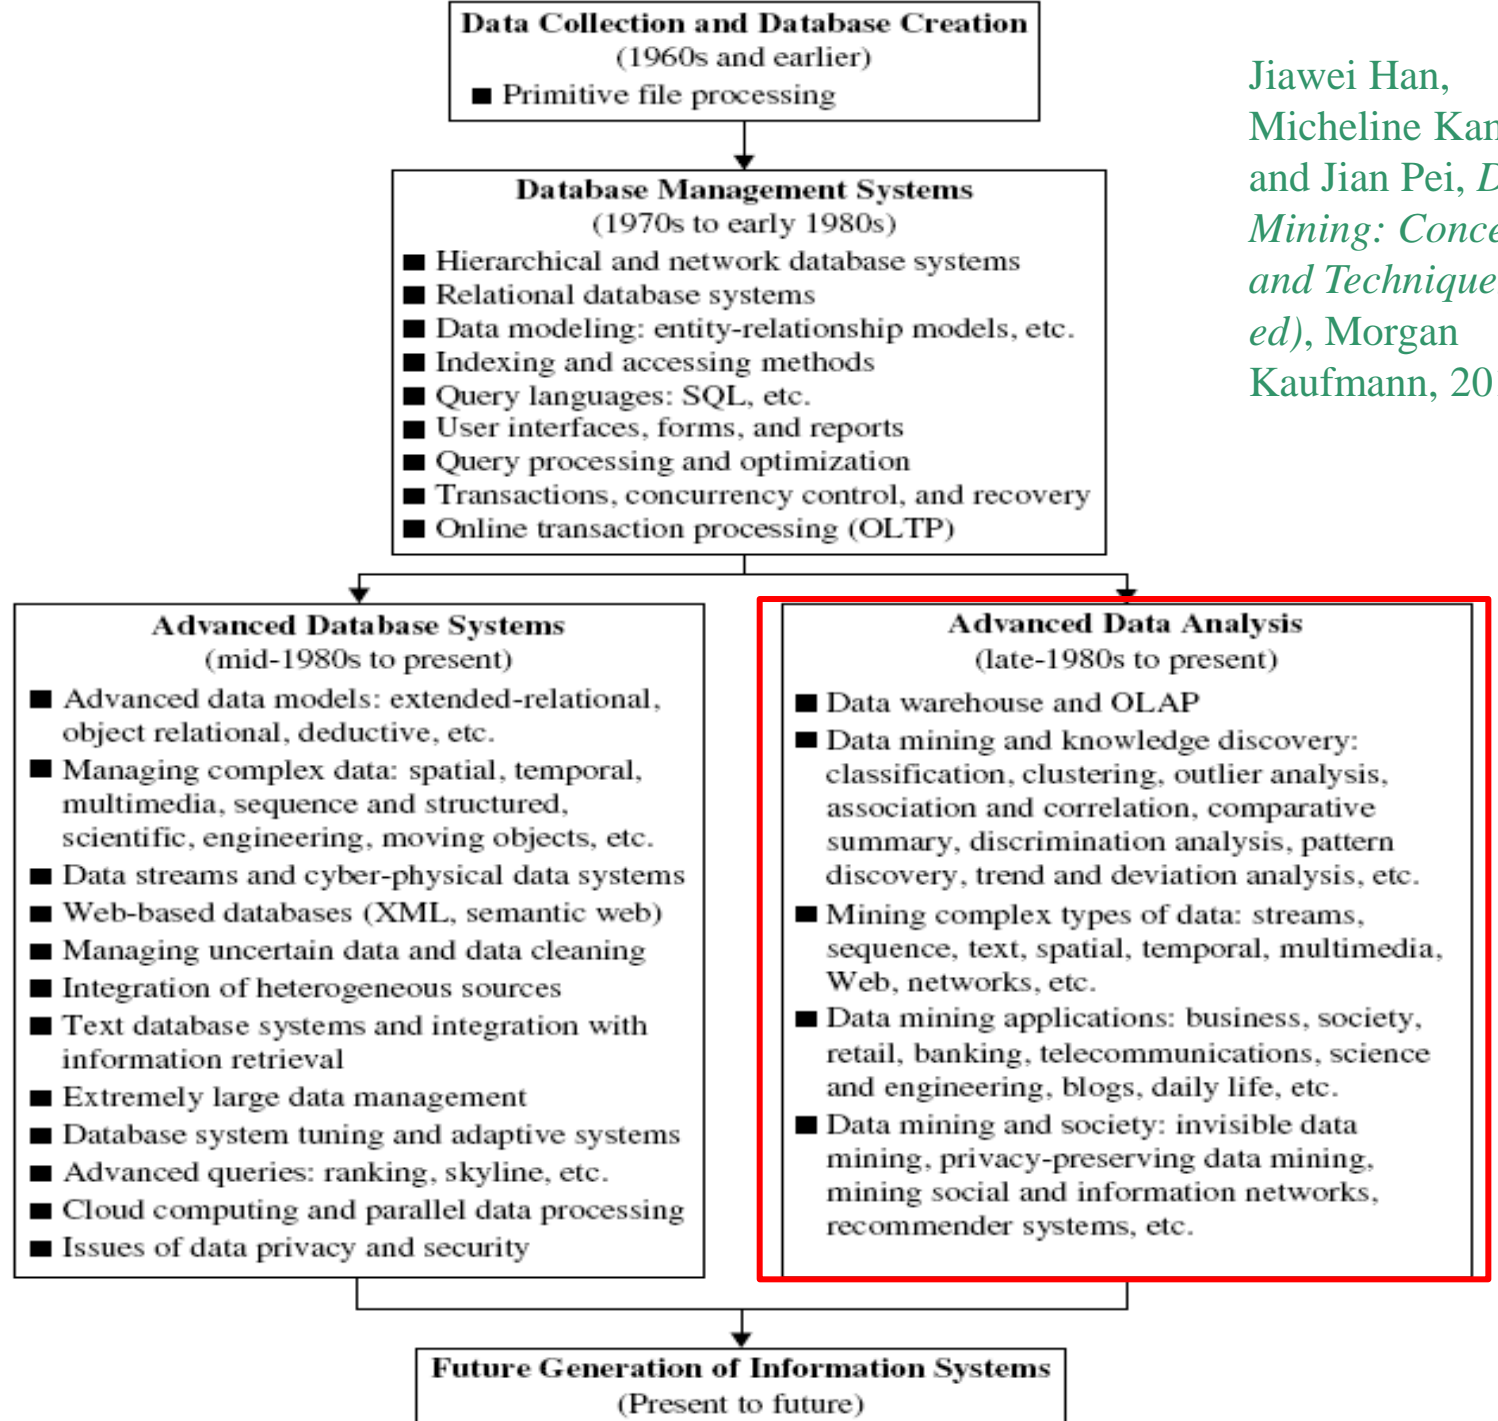 Data Collection and Database Creation
(1960s and earlier)
■ Primitive file processing
Jiawei Han,
Micheline Kam
and Jian Pei,
Mining:
and
ed), Morgan
Kaufmann, 20
Database Management Systems
(1970s to early 1980s)
■ Hierarchical and network database systems
■ Relational database systems
■ Data modeling: entity-relationship models, etc.
■ Indexing and accessing methods
■ Query languages: SQL, etc.
■ User interfaces, forms, and reports
■ Query processing and optimization
■ Transactions, concurrency control, and recovery
■ Online transaction processing (OLTP)
Advanced Database Systems
(mid-1980s to present)
■ Advanced data models: extended-relational,
object relational, deductive, etc.
■ Managing complex data: spatial, temporal,
multimedia, sequence and structured,
scientific, engineering, moving objects, etc.
■ Data streams and cyber-physical data systems
■ Web-based databases (XML, semantic web)
■ Managing uncertain data and data cleaning
■ Integration of heterogeneous sources
■ Text database systems and integration with
information retrieval
■ Extremely large data management
■ Database system tuning and adaptive systems
■ Advanced queries: ranking, skyline, etc.
■ Cloud computing and parallel data processing
■ Issues of data privacy and security
Advanced Data Analysis
(late-1980s to present)
■ Data warehouse and OLAP
■ Data mining and knowledge discovery:
classification, clustering, outlier analysis,
association and correlation, comparative
summary, discrimination analysis, pattern
discovery, trend and deviation analysis, etc.
■ Mining complex types of data: streams,
sequence, text, spatial, temporal, multimedia,
Web, networks, etc.
■ Data mining applications: business, society,
retail, banking, telecommunications, science
and engineering, blogs, daily life, etc.
■ Data mining and society: invisible data
mining, privacy-preserving data mining,
mining social and information networks,
recommender systems, etc.
Future Generation of Information Systems
(Present to future)